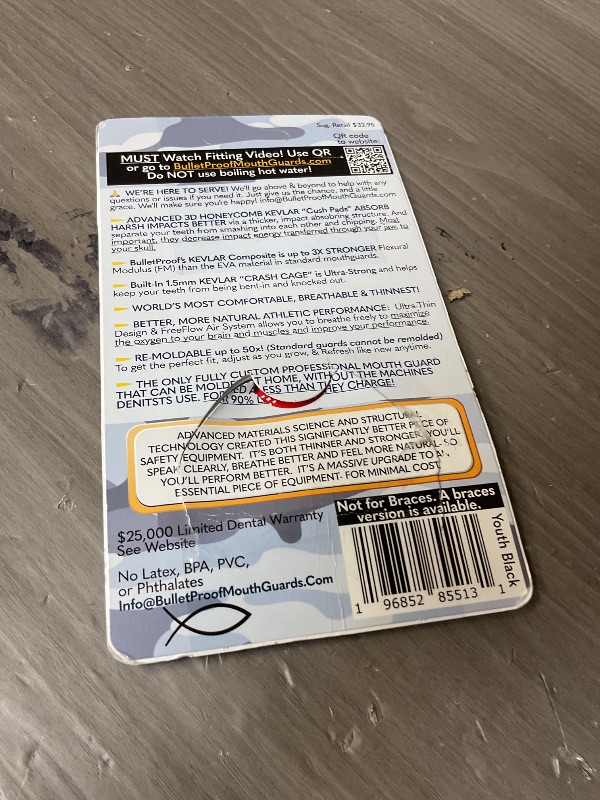 Sug. Retail $32.95
QR code
to website:
MUST Watch Fitting Video! Use QR
or go to BulletProofMouthGuards.com
Do NOT use boiling hot water!
WE'RE HERE TO SERVE! We'll go above & beyond to help with any
questions or issues if you need it. Just give us the chance, and a little
grace. We'll make sure you're happy! info@BulletProofMouthGuards.com
ADVANCED 3D HONEYCOMB KEVLAR "Cush Pads" ABSORB
HARSH IMPACTS BETTER via a thicker, impact absorbing structure. And
separate your teeth from smashing into each other and chipping. Most
important, they decrease impact energy transferred through your jaw, to
your skull.
BulletProof's KEVLAR Composite is up to 3X STRONGER Flexural
Modulus (FM) than the EVA material in standard mouthguards.
Built-In 1.5mm KEVLAR "CRASH CAGE" is Ultra-Strong and helps
keep your teeth from being bent-in and knocked out.
WORLD'S MOST COMFORTABLE, BREATHABLE & THINNEST!
BETTER, MORE NATURAL ATHLETIC PERFORMANCE: Ultra-Thin
Design & FreeFlow Air System allows you to breathe freely to maximize
the oxygen to your brain and muscles and improve your performance.
RE-MOLDABLE up to 50x! (Standard guards cannot be remolded)
To get the perfect fit, adjust as you grow, & Refresh like new anytime.
THE ONLY FULLY CUSTOM PROFESSIONAL MOUTH GUARD
THAT CAN BE MOLDED AT HOME, WITHOUT THE MACHINES
DENITSTS USE. FOR 90% LESS THAN THEY CHARGE!
ADVANCED MATERIALS SCIENCE AND STRUCTURAL
TECHNOLOGY CREATED THIS SIGNIFICANTLY BETTER PIECE OF
SAFETY EQUIPMENT. IT'S BOTH THINNER AND STRONGER. YOU'LL
SPEAK CLEARLY, BREATHE BETTER AND FEEL MORE NATURAL - SO
YOU'LL PERFORM BETTER. IT'S A MASSIVE UPGRADE TO AN
ESSENTIAL PIECE OF EQUIPMENT- FOR MINIMAL COST
$25,000 Limited Dental Warranty
See Website
No Latex, BPA, PVC,
or Phthalates
Info@BulletProofMouthGuards.Com
Not for Braces. A braces
version is available.
Youth Black
1 96852 85513 1